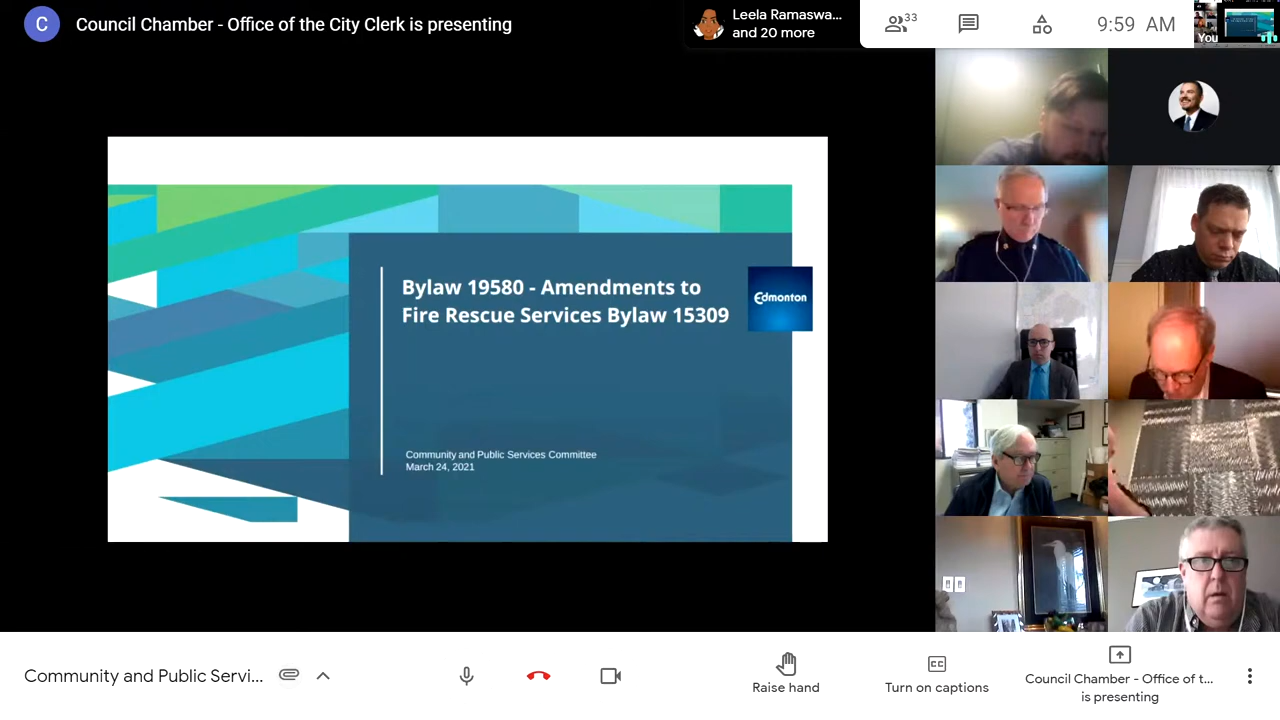 C
Council Chamber - Office of the City Clerk is presenting
Leela Ramaswa...
and 20 more
33
9:59 AM
You
Bylaw 19580 - Amendments to
Fire Rescue Services Bylaw 15309
Edmonton
Community and Public Services Committee
March 24, 2021
Community and Public Servi...
Raise hand
CC
Turn on captions
Council Chamber - Office of t...
is presenting